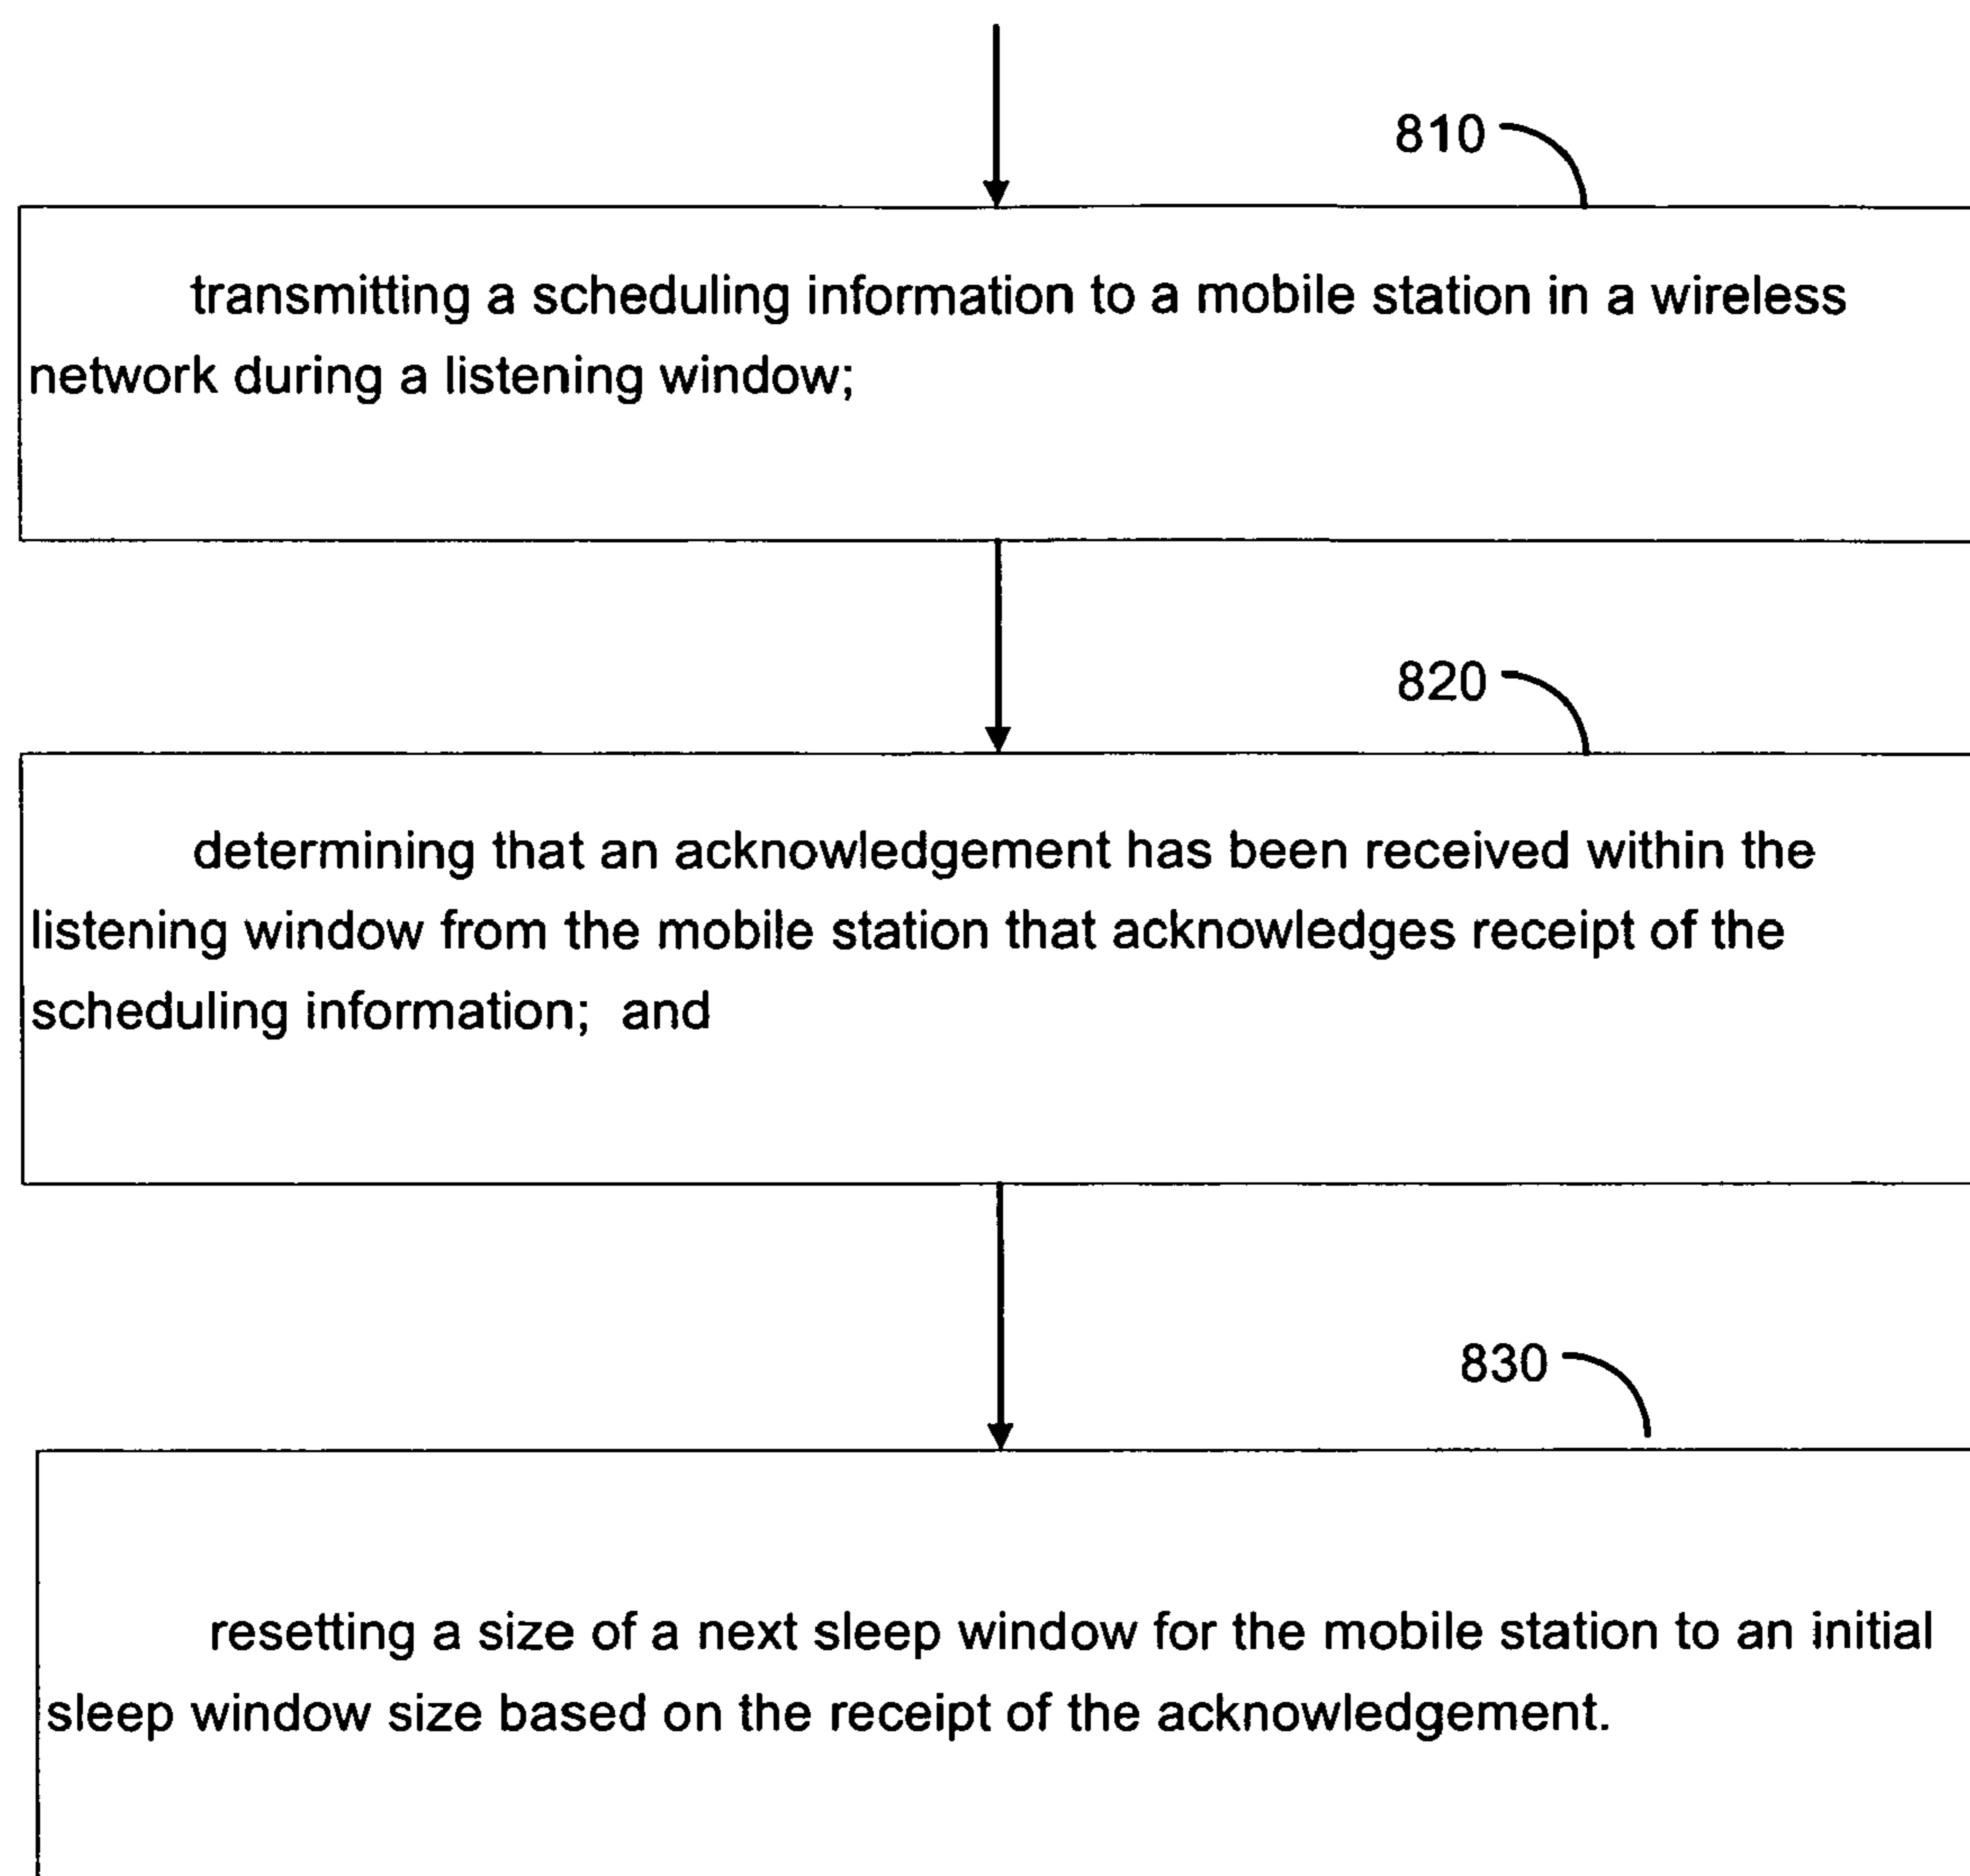 810
transmitting a scheduling information to a mobile station in a wireless
network during a listening window;
820
determining that an acknowledgement has been received within the
listening window from the mobile station that acknowledges receipt of the
scheduling information; and
830
resetting a size of a next sleep window for the mobile station to an initial
sleep window size based on the receipt of the acknowledgement.